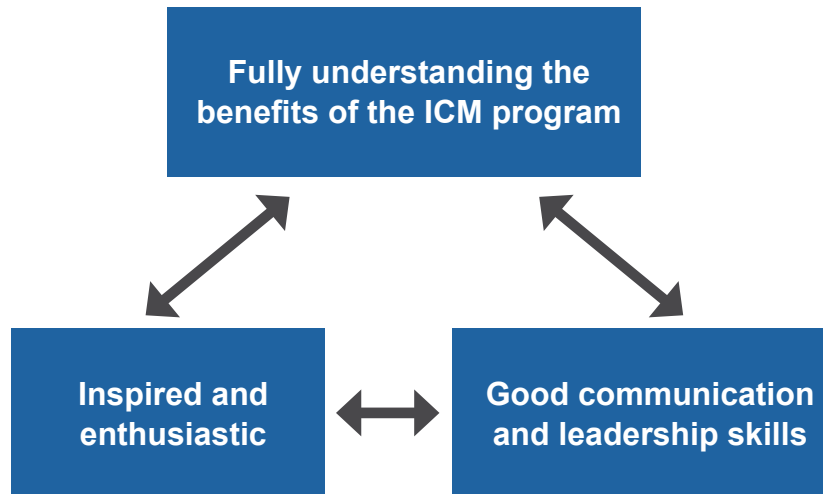 Fully understanding the
benefits of the ICM program
Inspired and
enthusiastic
Good communication
and leadership skills